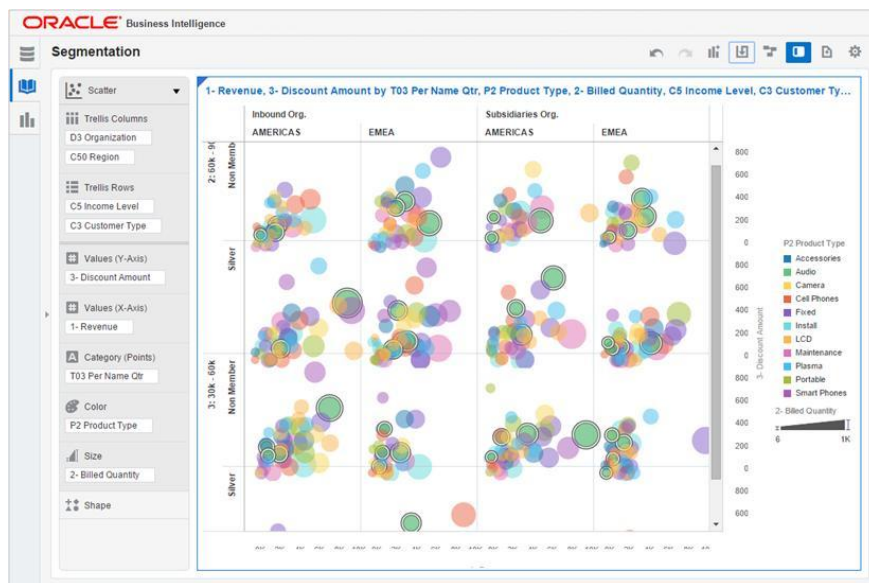 ORACLE Business Intelligence
Segmentation
Scatter
Trellis Columns
D3 Organization
C50 Region
Trellis Rows
C5 Income Level
C3 Customer Type
Values (Y-Axis)
3- Discount Amount
Values (X-Axis)
1- Revenue
Category (Points)
T03 Per Name Qtr
Color
P2 Product Type
Size
2- Billed Quantity
Shape
1- Revenue, 3- Discount Amount by T03 Per Name Qtr, P2 Product Type, 2- Billed Quantity, C5 Income Level, C3 Customer Ty...
Inbound Org.
Subsidiaries Org.
AMERICAS
EMEA
AMERICAS
EMEA
2: 60k - 90
Non Memb
Silver
3: 30k - 60k
Non Member
Silver
800
600
400
200
0
800
600
400
200
0
800
600
400
200
0
800
600
3- Discount Amount
P2 Product Type
Accessories
Audio
Camera
Cell Phones
Fixed
Install
LCD
Maintenance
Plasma
Portable
Smart Phones
2- Billed Quantity
6
1K